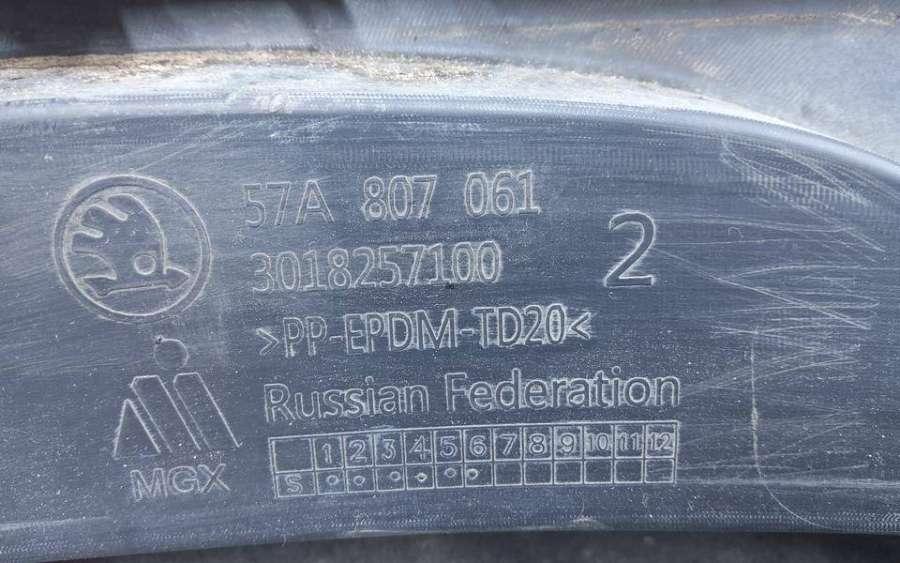 57A 807 061
3018257100
2
>PP-EPDM-TD20<
Russian Federation
MGX
1 2 3 4 5 6 7 8 9 10 11 12
S